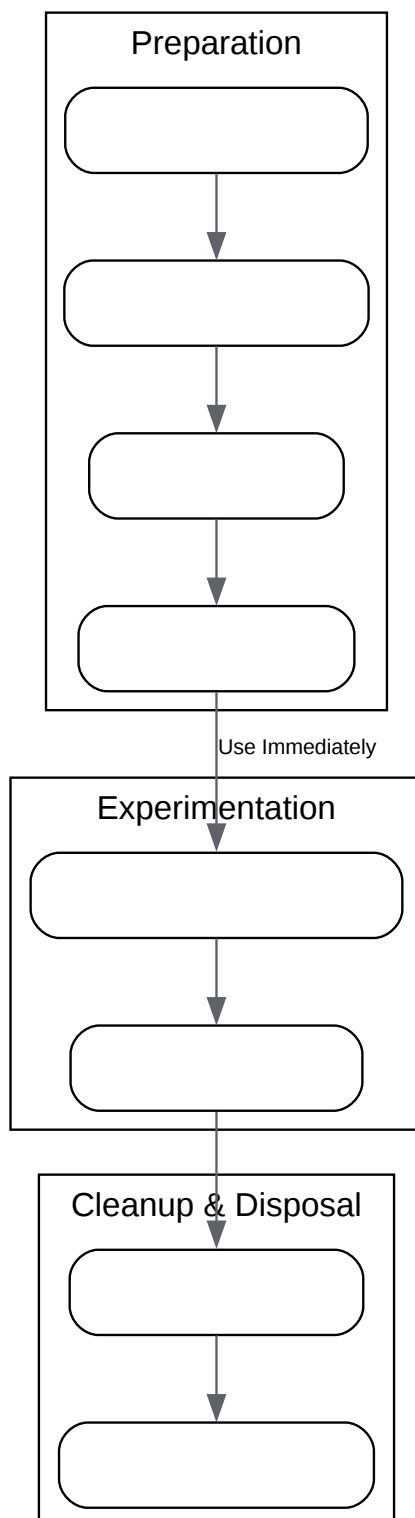 Preparation
Use Immediately
Experimentation
Cleanup & Disposal